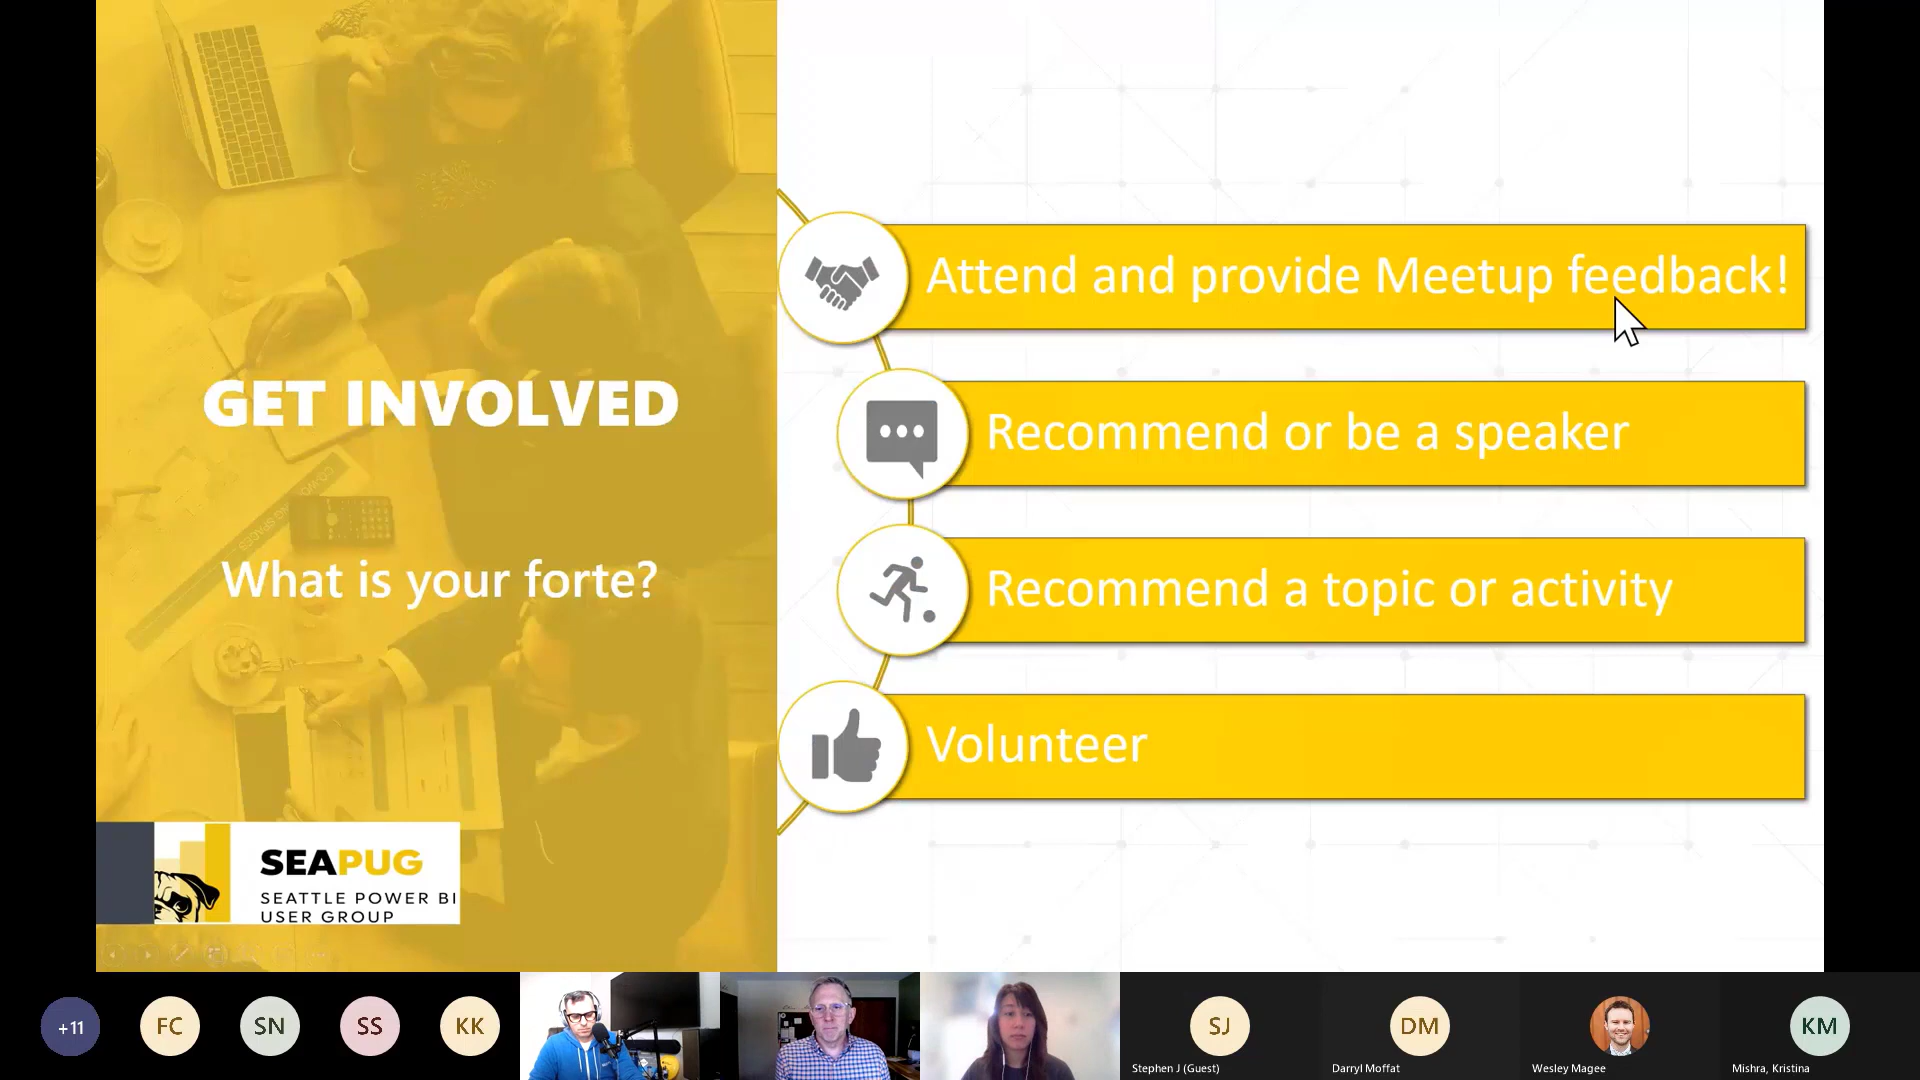 GET INVOLVED
What is your forte?
SEAPUG
SEATTLE POWER BI
USER GROUP
Attend and provide Meetup feedback!
Recommend or be a speaker
Recommend a topic or activity
Volunteer
+11
FC
SN
SS
KK
SJ
Stephen J (Guest)
DM
Darryl Moffat
Wesley Magee
KM
Mishra, Kristina